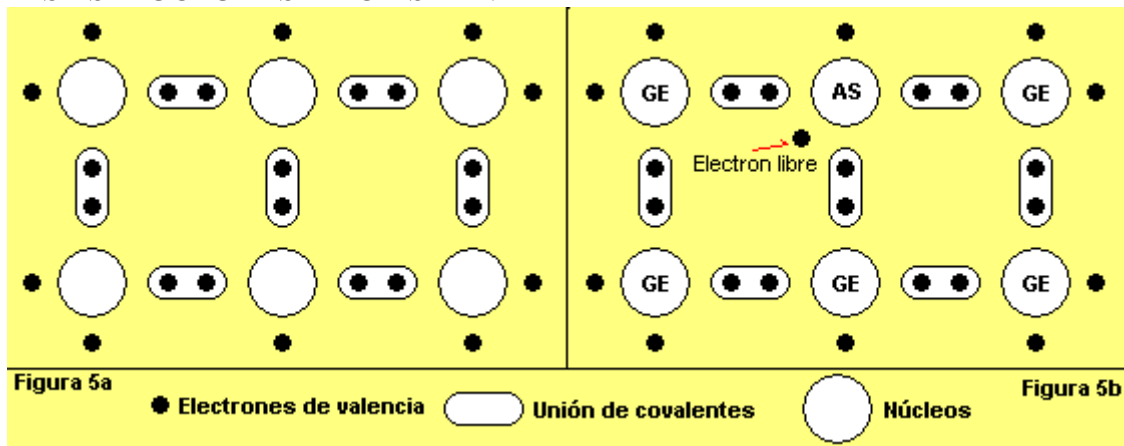 GE
AS
GE
Electron libre
GE
GE
GE
Figura 5a
Figura 5b
Electrones de valencia
Unión de covalentes
Núcleos